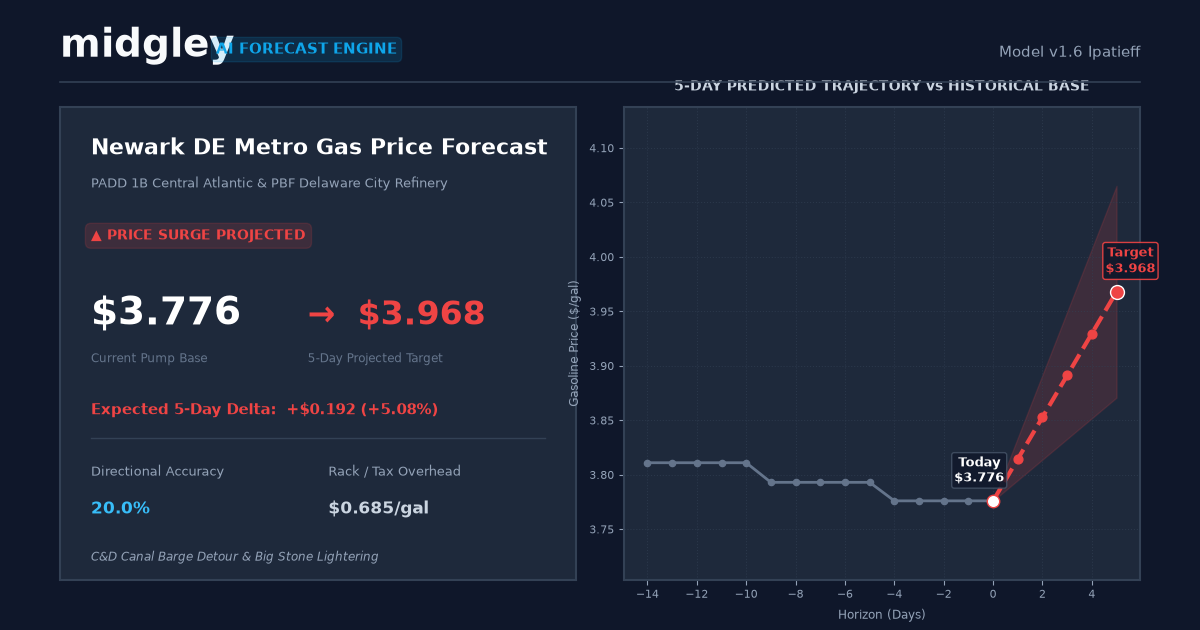 midgley
AI FORECAST ENGINE
Model v1.6 Ipatieff
Newark DE Metro Gas Price Forecast
PADD 1B Central Atlantic & PBF Delaware City Refinery
▲ PRICE SURGE PROJECTED
$3.776
→ $3.968
Current Pump Base
5-Day Projected Target
Expected 5-Day Delta: +$0.192 (+5.08%)
Directional Accuracy
Rack / Tax Overhead
20.0%
$0.685/gal
C&D Canal Barge Detour & Big Stone Lightering
5-DAY PREDICTED TRAJECTORY vs HISTORICAL BASE
Gasoline Price ($/gal)
4.10
4.05
4.00
3.95
3.90
3.85
3.80
3.75
Target
$3.968
Today
$3.776
−14 −12 −10 −8 −6 −4 −2 0 2 4
Horizon (Days)